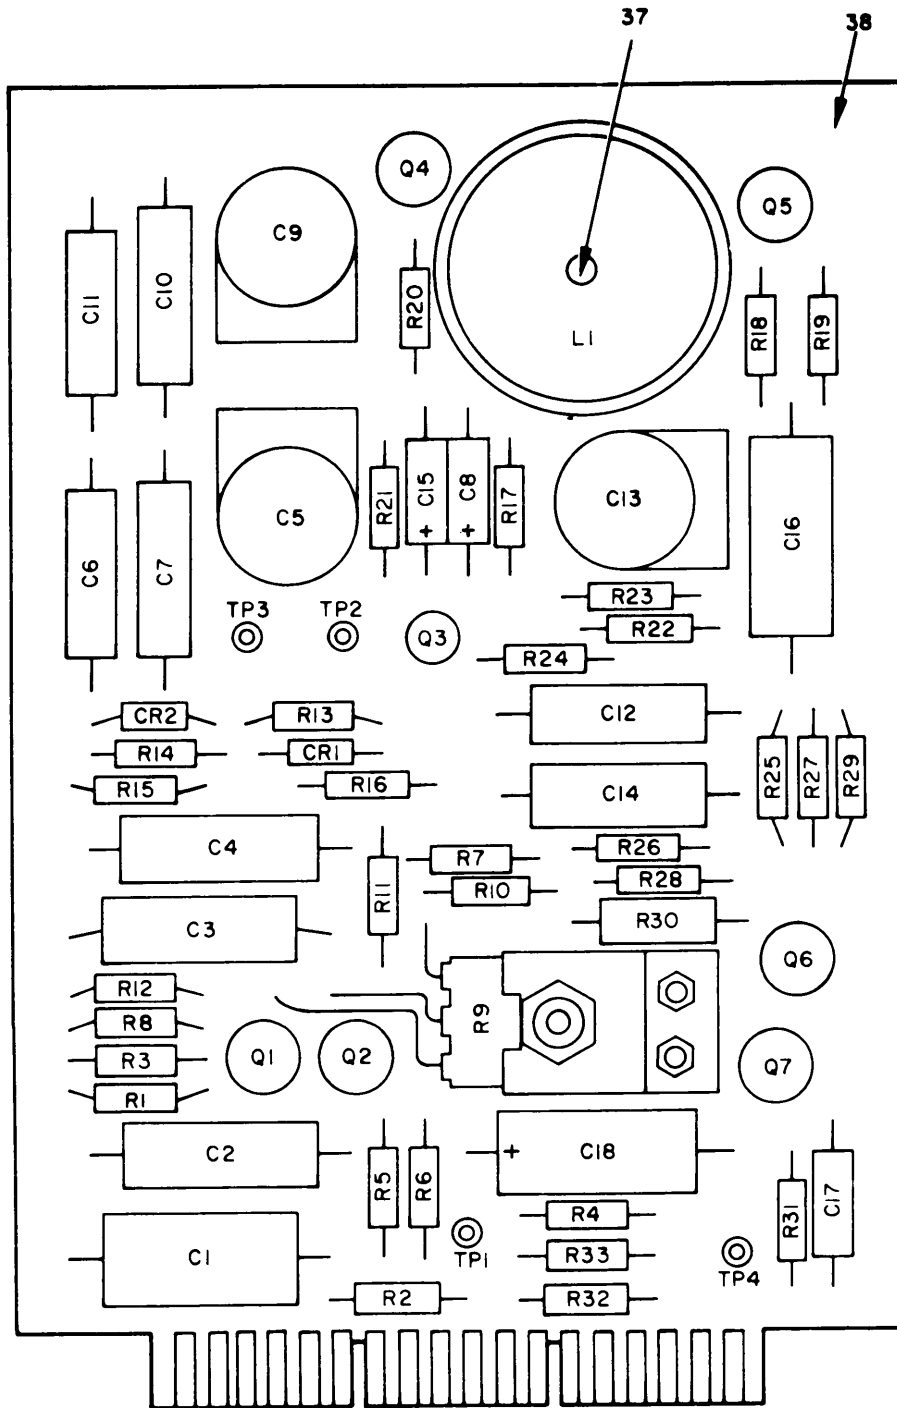 37
38
Q4
Q5
C9
C11
C10
R20
L1
R18
R19
C6
C7
C5
R21
C15
+
C8
+
R17
C13
C16
R23
R22
TP3
TP2
Q3
R24
CR2
R13
C12
R14
CR1
R15
R16
C14
R25
R27
R29
C4
R7
R26
R11
R10
R28
C3
R30
R12
R9
Q6
R8
Q1
Q2
R3
Q7
R1
C2
R5
R6
+
C18
R31
C17
R4
C1
TP1
R33
TP4
R2
R32